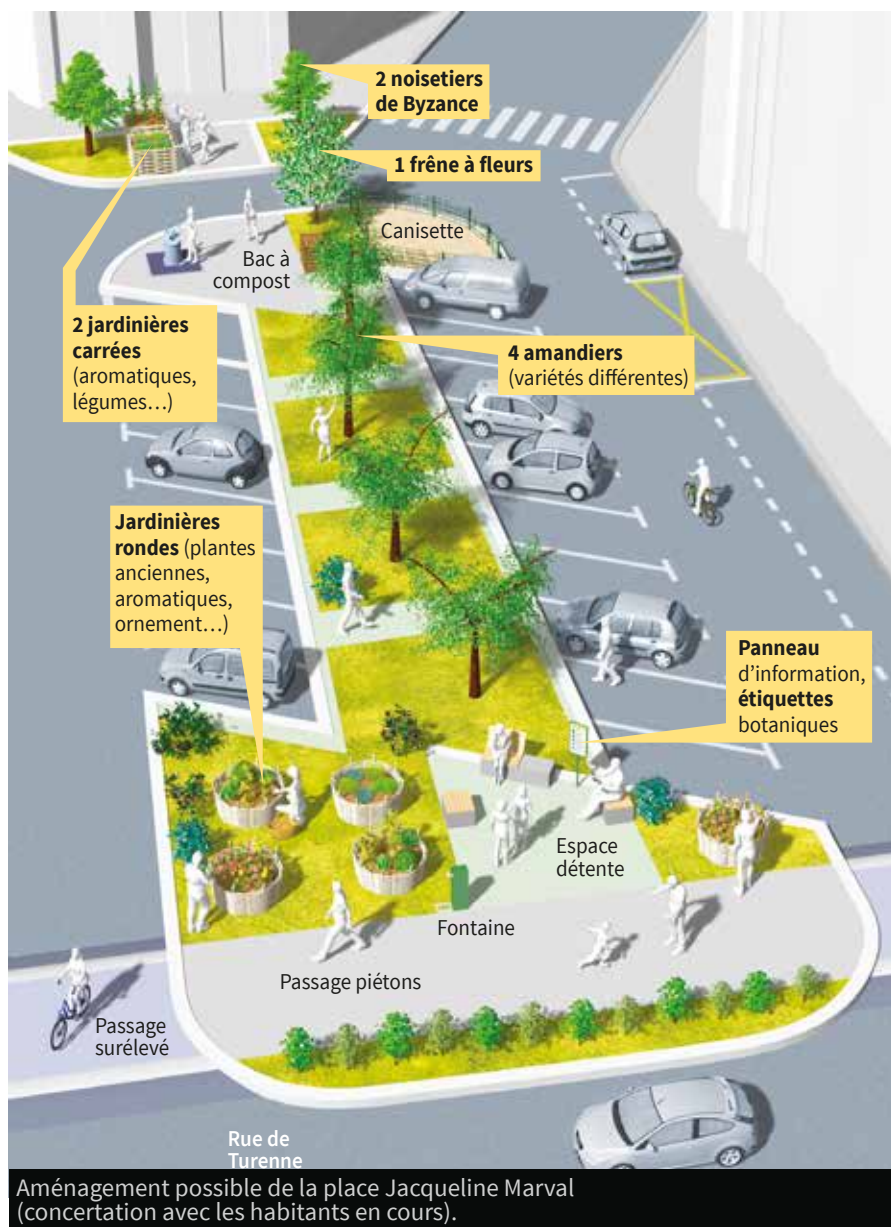 2 noisetiers
de Byzance
1 frêne à fleurs
Canisette
Bac à
compost
2 jardinières
carrées
(aromatiques,
légumes…)
4 amandiers
(variétés différentes)
Jardinières
rondes (plantes
anciennes,
aromatiques,
ornement…)
Panneau
d’information,
étiquettes
botaniques
Espace
détente
Fontaine
Passage piétons
Passage
surélevé
Rue de
Turenne
Aménagement possible de la place Jacqueline Marval
(concertation avec les habitants en cours).